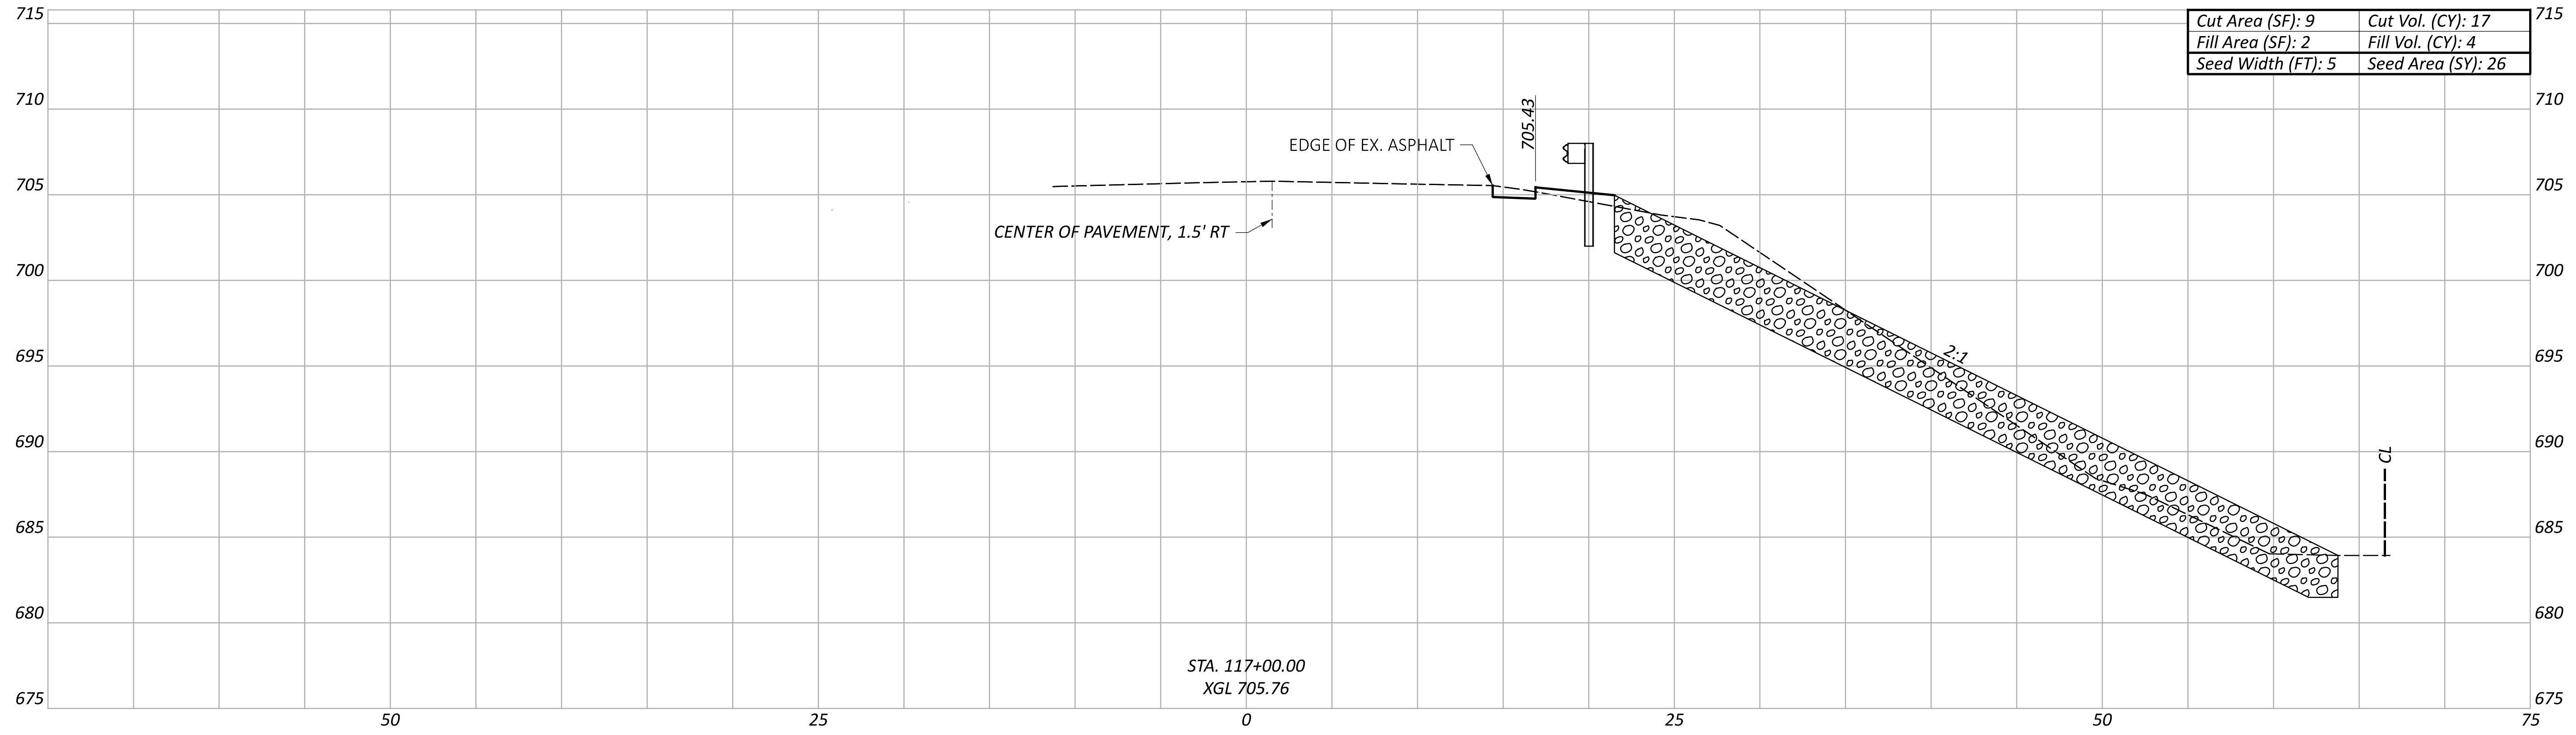 715
715
Cut Area (SF): 9
Cut Vol. (CY): 17
Fill Area (SF): 2
Fill Vol. (CY): 4
Seed Width (FT): 5
Seed Area (SY): 26
710
710
705.43
EDGE OF EX. ASPHALT
705
705
CENTER OF PAVEMENT, 1.5' RT
700
700
2:1
695
695
690
690
CL
685
685
680
680
STA. 117+00.00
XGL 705.76
675
675
50
25
0
25
50
75